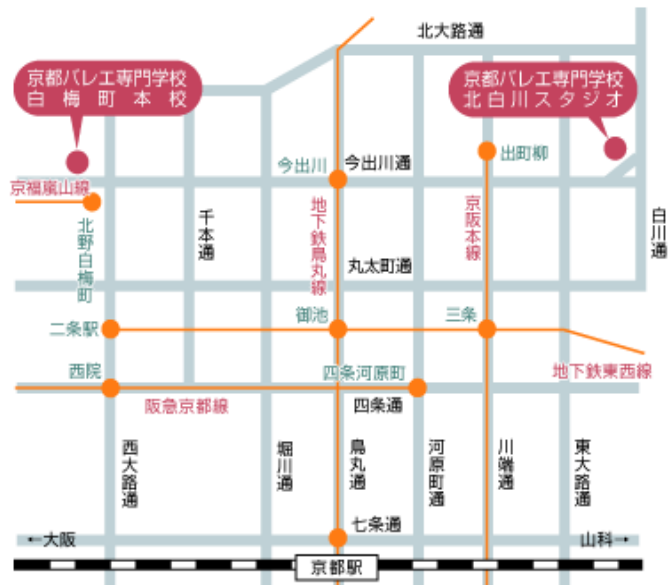 北大路通
京都バレエ専門学校
白梅町本校
京都バレエ専門学校
北白川スタジオ
今出川
今出川通
出町柳
京福嵐山線
北野白梅町
千本通
地下鉄烏丸線
京阪本線
白川通
丸太町通
二条駅
御池
三条
西院
四条河原町
地下鉄東西線
阪急京都線
四条通
西大路通
堀川通
烏丸通
河原町通
川端通
東大路通
七条通
←大阪
山科→
京都駅